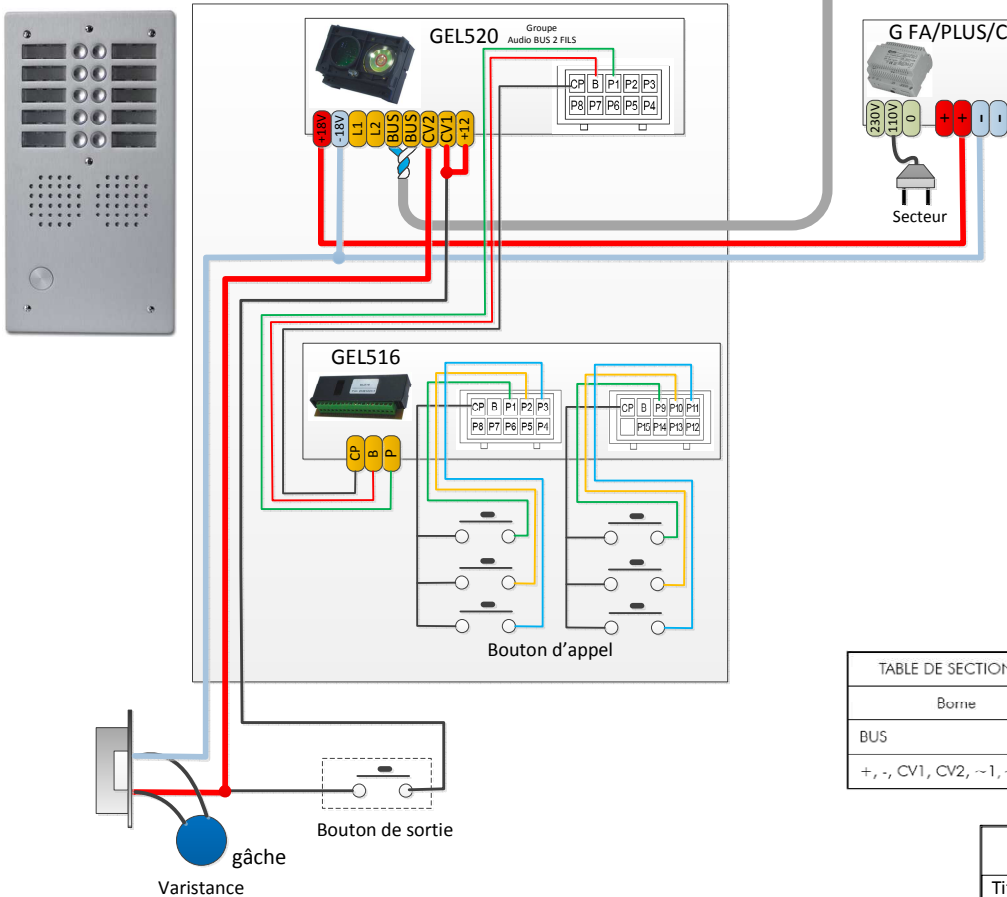 GEL520
Groupe
Audio BUS 2 FILS
CP B P1 P2 P3
P8 P7 P6 P5 P4
+18V -18V L1 L2 BUS BUS CV2 CV1 +12
G FA/PLUS/C
230V 110V 0 + + - -
Secteur
GEL516
CP B P
CP B P1 P2 P3
P8 P7 P6 P5 P4
CP B P9 P10 P11
P15 P14 P13 P12
Bouton d'appel
Bouton de sortie
gâche
Varistance
TABLE DE SECTION
Borne
BUS
+, -, CV1, CV2, ~1,
Ti